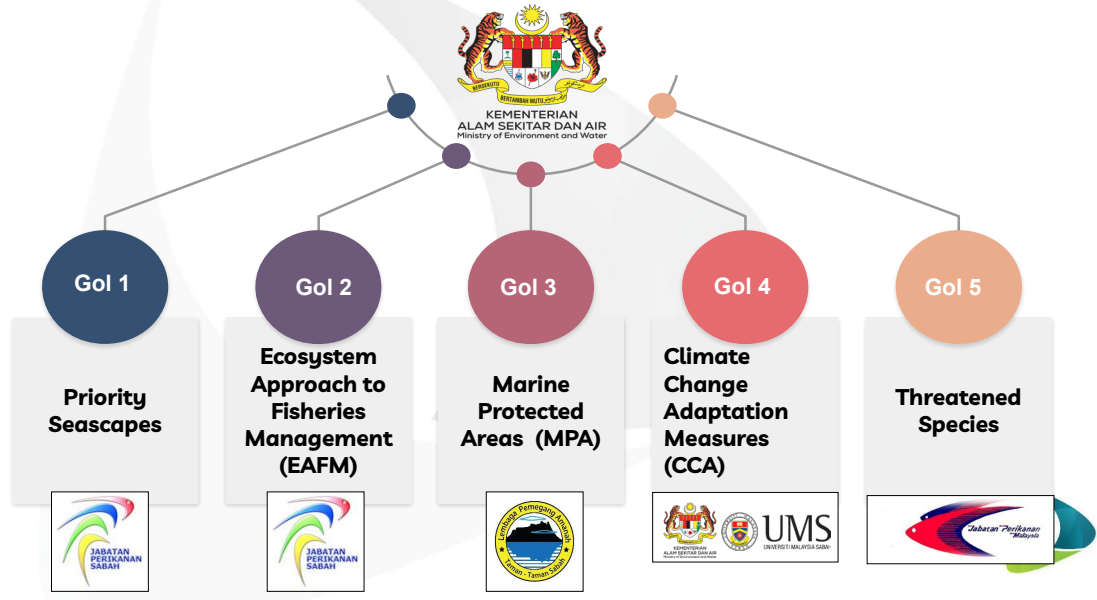 BERSEKUTU
BERTAMBAH MUTU
KEMENTERIAN
ALAM SEKITAR DAN AIR
Ministry of Environment and Water
Gol 1
Gol 2
Gol 3
Gol 4
Gol 5
Priority
Seascapes
Ecosystem
Approach to
Fisheries
Management
(EAFM)
Marine
Protected
Areas (MPA)
Climate
Change
Adaptation
Measures
(CCA)
Threatened
Species
JABATAN
PERIKANAN
SABAH
JABATAN
PERIKANAN
SABAH
Lembaga Pemegang Amanah
Taman - Taman Sabah
KEMENTERIAN
ALAM SEKITAR DAN AIR
UMS
UNIVERSITI MALAYSIA SABAH
Jabatan Perikanan
Malaysia